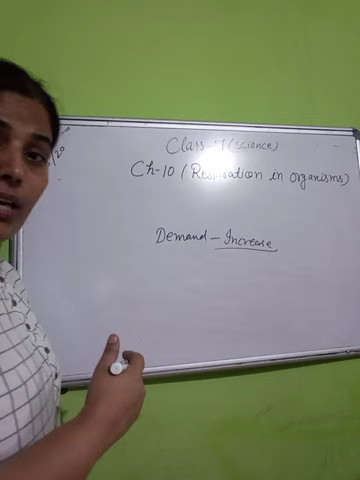 Class-7 (Science)
Ch-10 (Respiration in organisms)
Demand - Increase